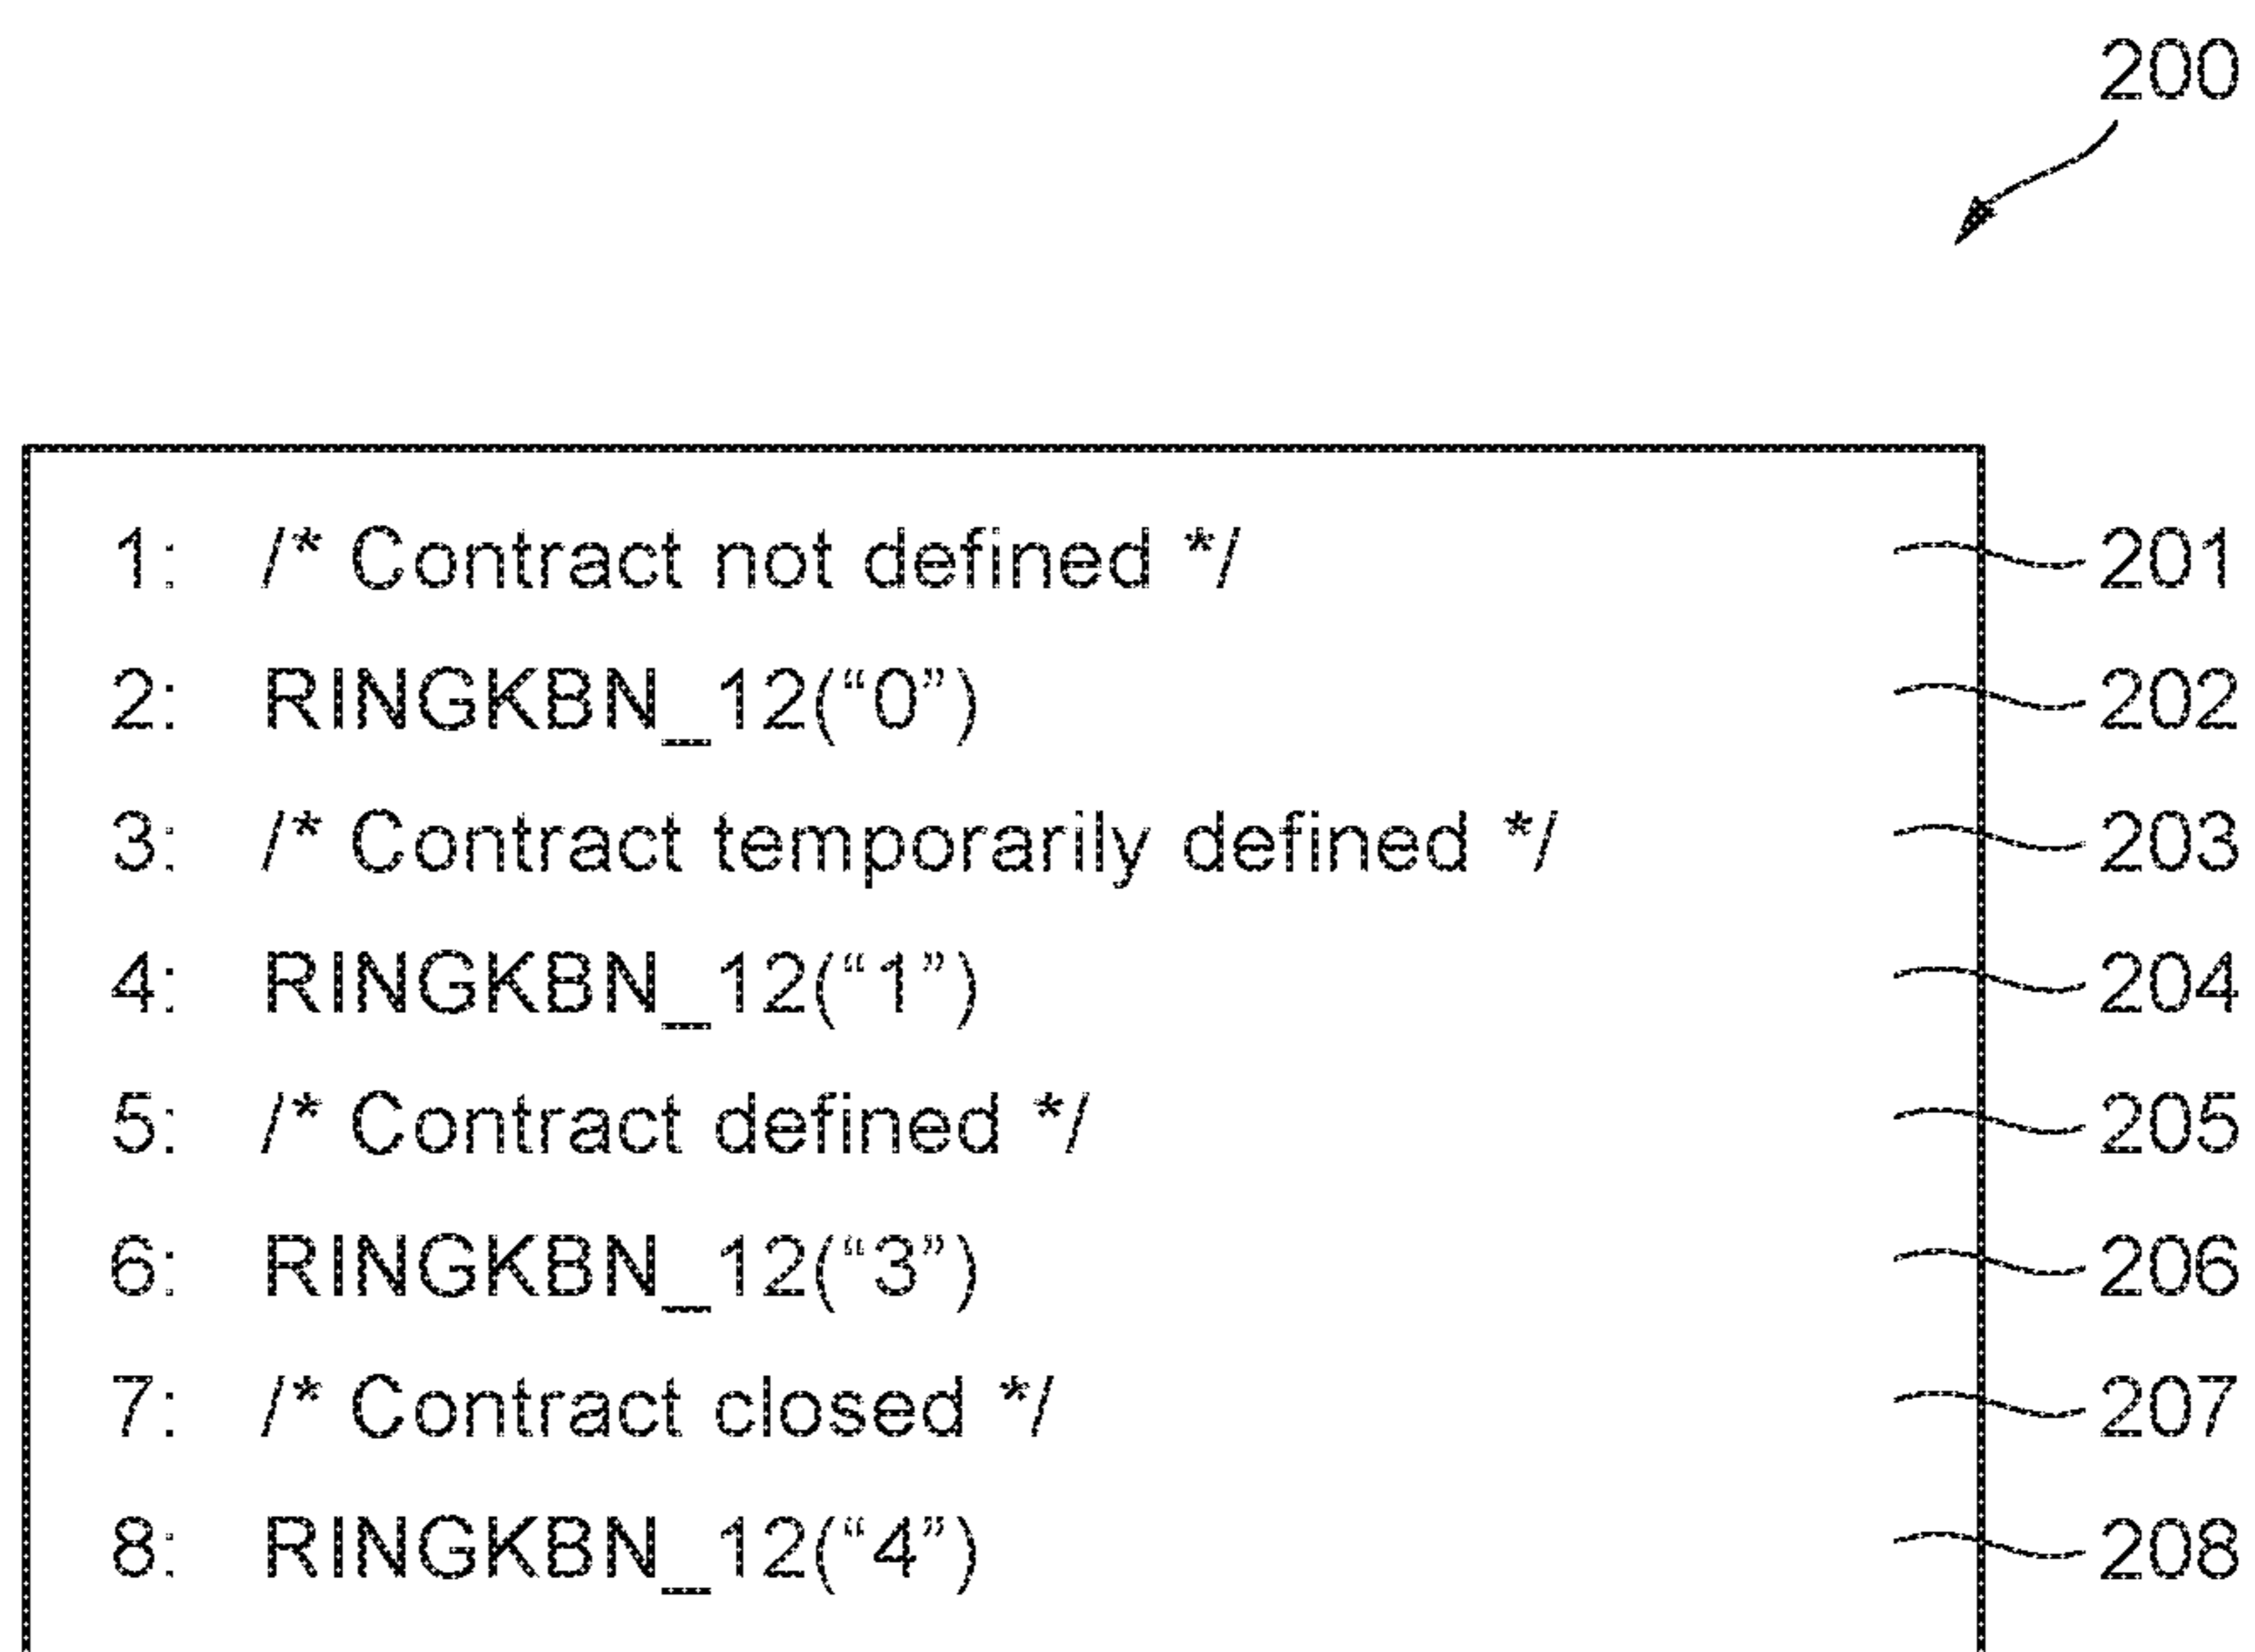 200
1: /* Contract not defined */ 201
2: RINGKBN_12(“0”) 202
3: /* Contract temporarily defined */ 203
4: RINGKBN_12(“1”) 204
5: /* Contract defined */ 205
6: RINGKBN_12(“3”) 206
7: /* Contract closed */ 207
8: RINGKBN_12(“4”) 208